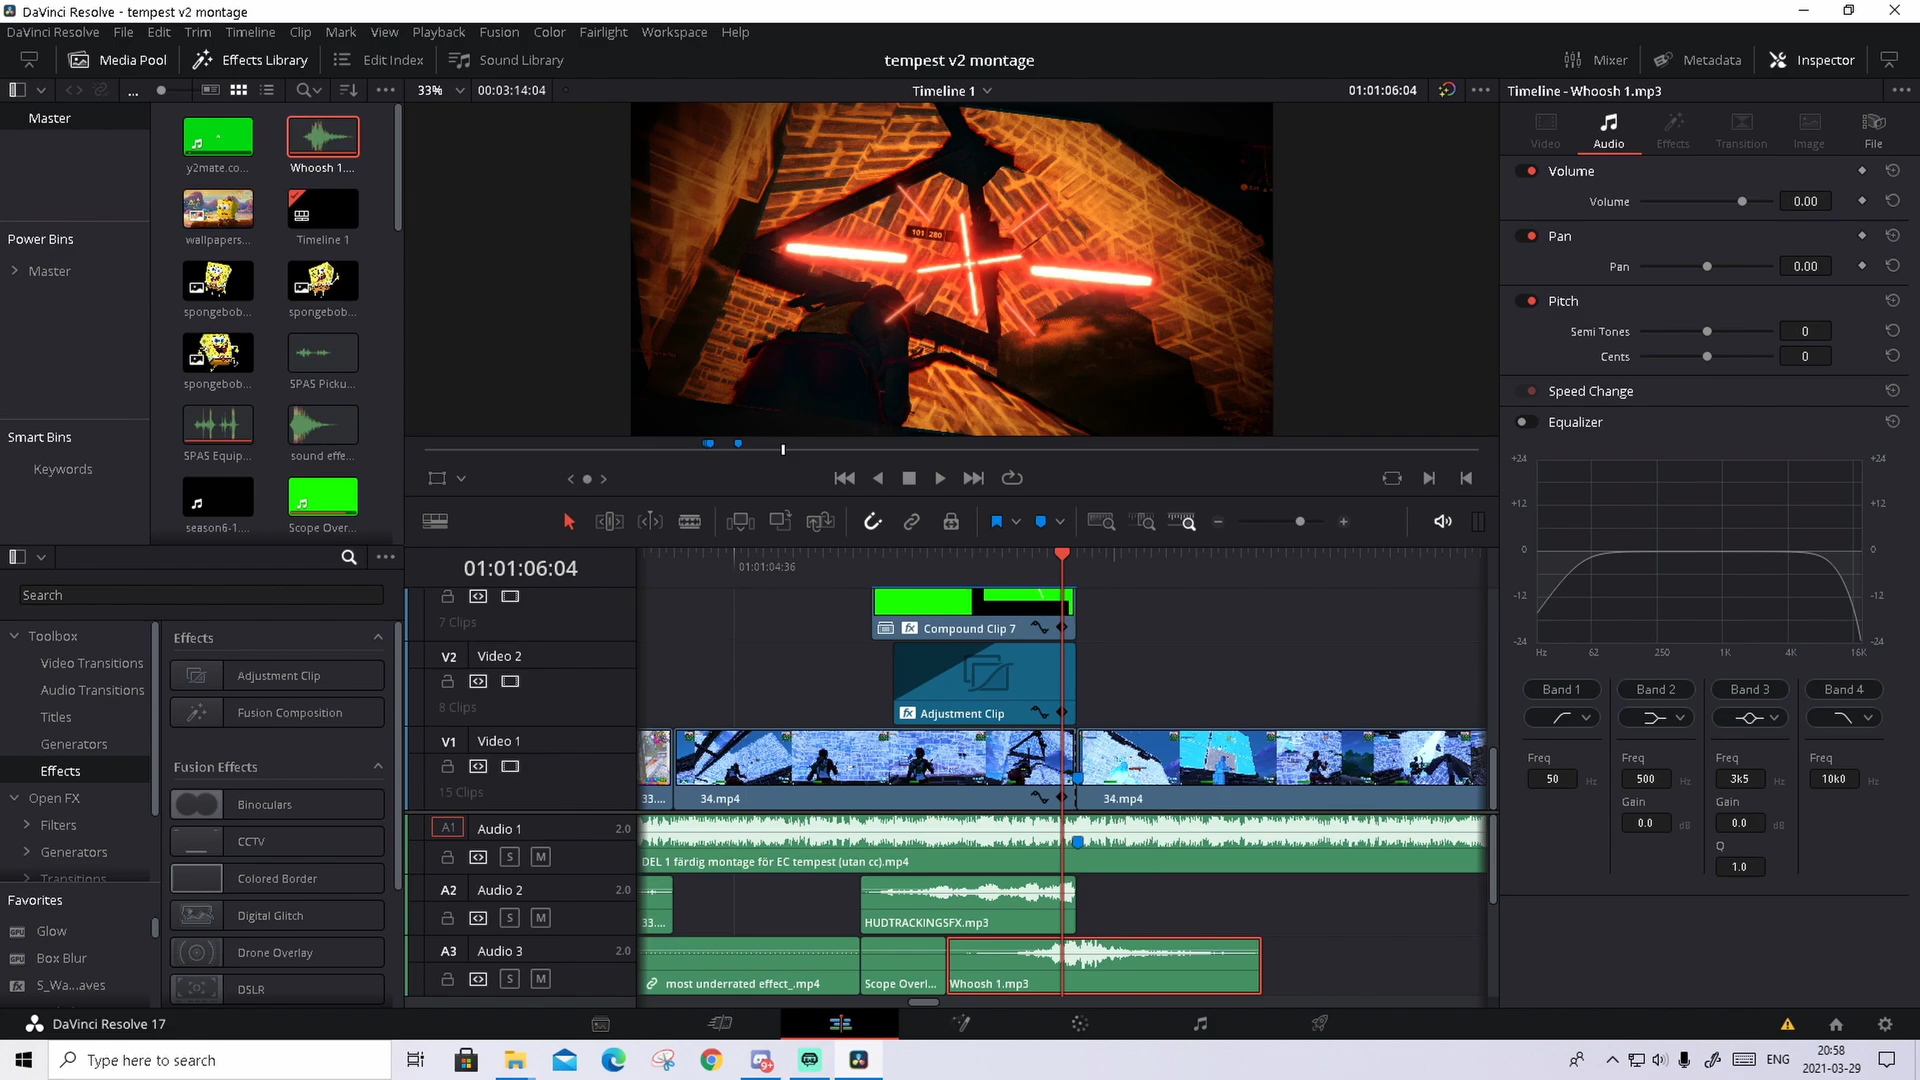 DaVinci Resolve - tempest v2 montage
DaVinci Resolve File Edit Trim Timeline Clip Mark View Playback Fusion Color Fairlight Workspace Help
Media Pool Effects Library Edit Index Sound Library tempest v2 montage Mixer Metadata Inspector
... 33% 00:03:14:04 Timeline 1 01:01:06:04 Timeline - Whoosh 1.mp3
Master
Video Audio Effects Transition Image File
y2mate.co... Whoosh 1....
Volume
Volume 0.00
wallpapers... Timeline 1
Power Bins
Master
Pan
Pan 0.00
101 280
spongebob... spongebob...
Pitch
Semi Tones 0
Cents 0
spongebob... SPAS Picku...
Speed Change
Equalizer
Smart Bins
Keywords
SPAS Equip... sound effe...
season6-1.... Scope Over...
+24 +24
+12 +12
0 0
-12 -12
-24 -24
Hz 62 250 1K 4K 16K
Search
01:01:06:04
01:01:04:36
7 Clips
Compound Clip 7
Toolbox
Video Transitions
Audio Transitions
Titles
Generators
Effects
Open FX
Filters
Generators
Transitions
Effects
Adjustment Clip
Fusion Composition
Fusion Effects
Binoculars
CCTV
Colored Border
Digital Glitch
Drone Overlay
DSLR
V2 Video 2
8 Clips
Adjustment Clip
V1 Video 1
15 Clips
33.... 34.mp4 34.mp4
A1 Audio 1 2.0
S M
DEL 1 färdig montage för EC tempest (utan cc).mp4
A2 Audio 2 2.0
S M
33.... HUDTRACKINGSFX.mp3
A3 Audio 3 2.0
S M
most underrated effect_.mp4 Scope Overl... Whoosh 1.mp3
Band 1 Band 2 Band 3 Band 4
Freq Freq Freq Freq
50 Hz 500 Hz 3k5 Hz 10k0 Hz
Gain Gain
0.0 dB 0.0 dB
Q
1.0
Favorites
Glow
Box Blur
S_Wa...aves
DaVinci Resolve 17
Type here to search
9+
ENG
20:58
2021-03-29